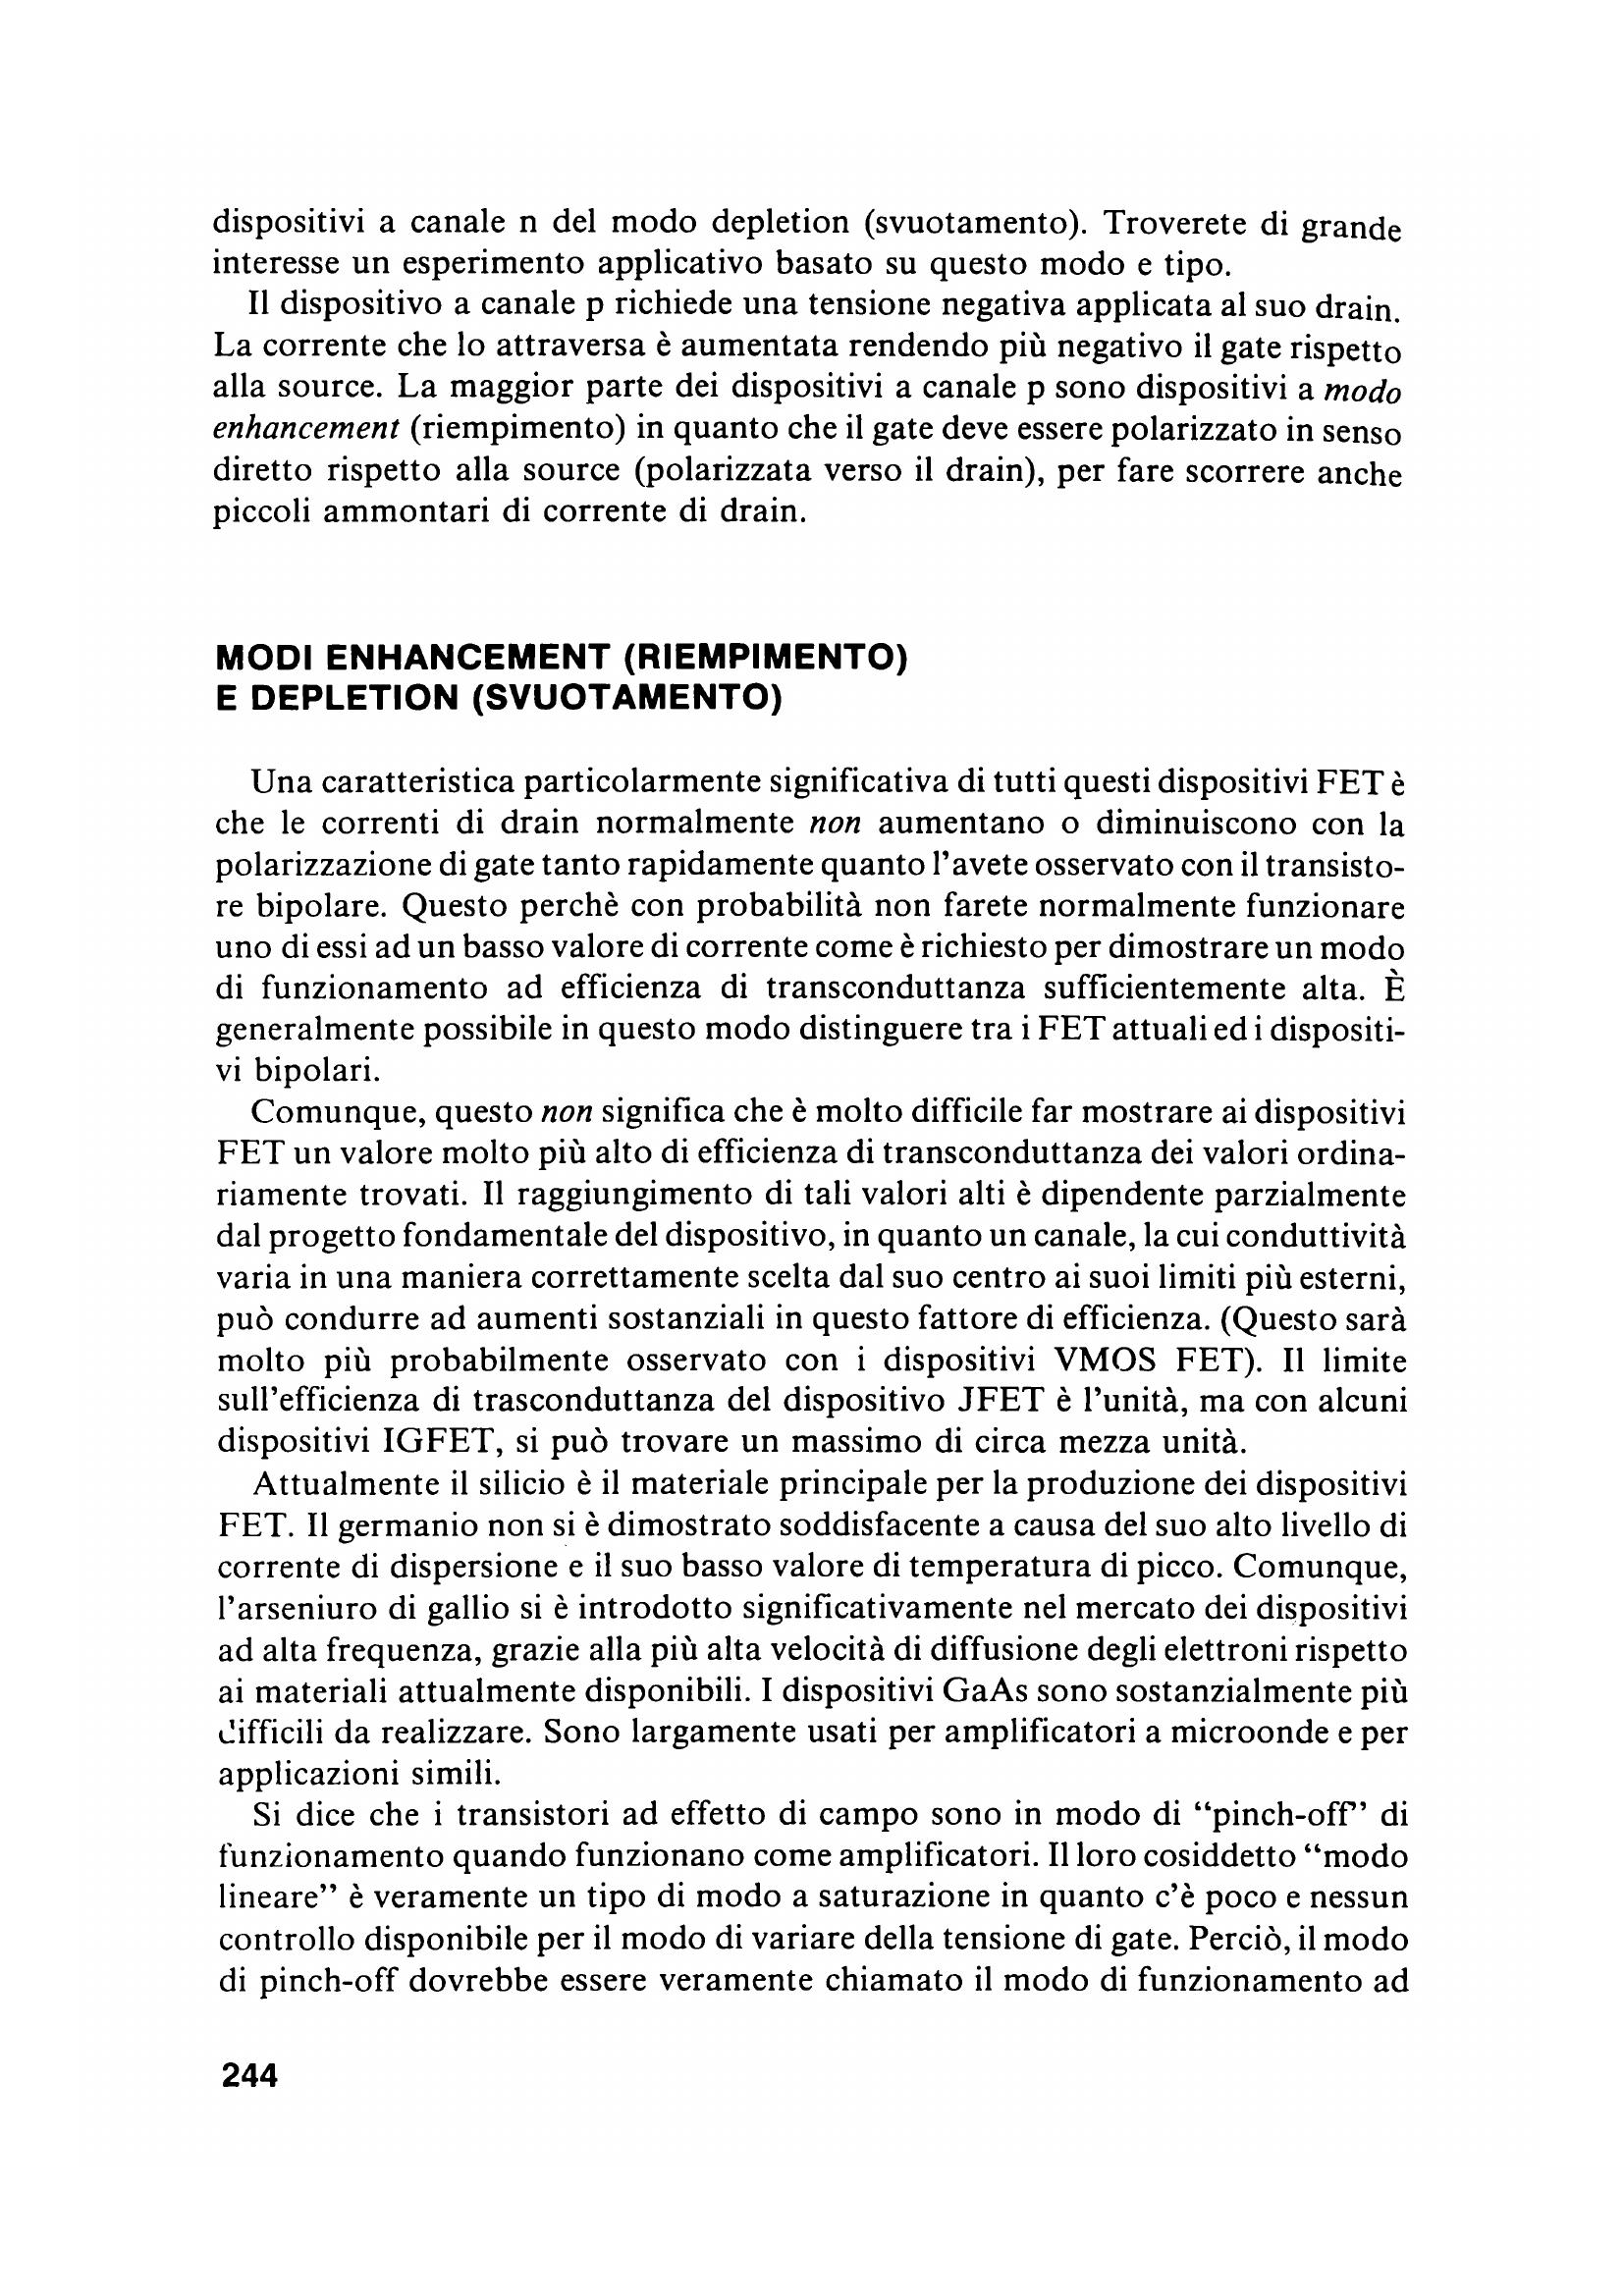 dispositivi a canale n del modo depletion (svuotamento). Troverete di grande
interesse un esperimento applicativo basato su questo modo e tipo.
Il dispositivo a canale p richiede una tensione negativa applicata al suo drain.
La corrente che lo attraversa è aumentata rendendo più negativo il gate rispetto
alla source. La maggior parte dei dispositivi a canale p sono dispositivi a modo
enhancement (riempimento) in quanto che il gate deve essere polarizzato in senso
diretto rispetto alla source (polarizzata verso il drain), per fare scorrere anche
piccoli ammontari di corrente di drain.
MODI ENHANCEMENT (RIEMPIMENTO)
E DEPLETION (SVUOTAMENTO)
Una caratteristica particolarmente significativa di tutti questi dispositivi FET è
che le correnti di drain normalmente non aumentano o diminuiscono con la
polarizzazione di gate tanto rapidamente quanto l'avete osservato con il transisto-
re bipolare. Questo perchè con probabilità non farete normalmente funzionare
uno di essi ad un basso valore di corrente come è richiesto per dimostrare un modo
di funzionamento ad efficienza di transconduttanza sufficientemente alta. È
generalmente possibile in questo modo distinguere tra i FET attuali ed i dispositi-
vi bipolari.
Comunque, questo non significa che è molto difficile far mostrare ai dispositivi
FET un valore molto più alto di efficienza di transconduttanza dei valori ordina-
riamente trovati. Il raggiungimento di tali valori alti è dipendente parzialmente
dal progetto fondamentale del dispositivo, in quanto un canale, la cui conduttività
varia in una maniera correttamente scelta dal suo centro ai suoi limiti più esterni,
può condurre ad aumenti sostanziali in questo fattore di efficienza. (Questo sarà
molto più probabilmente osservato con i dispositivi VMOS FET). Il limite
sull'efficienza di trasconduttanza del dispositivo JFET è l'unità, ma con alcuni
dispositivi IGFET, si può trovare un massimo di circa mezza unità.
Attualmente il silicio è il materiale principale per la produzione dei dispositivi
FET. Il germanio non si è dimostrato soddisfacente a causa del suo alto livello di
corrente di dispersione e il suo basso valore di temperatura di picco. Comunque,
l'arseniuro di gallio si è introdotto significativamente nel mercato dei dispositivi
ad alta frequenza, grazie alla più alta velocità di diffusione degli elettroni rispetto
ai materiali attualmente disponibili. I dispositivi GaAs sono sostanzialmente più
difficili da realizzare. Sono largamente usati per amplificatori a microonde e per
applicazioni simili.
Si dice che i transistori ad effetto di campo sono in modo di “pinch-off” di
funzionamento quando funzionano come amplificatori. Il loro cosiddetto “modo
lineare” è veramente un tipo di modo a saturazione in quanto c'è poco e nessun
controllo disponibile per il modo di variare della tensione di gate. Perciò, il modo
di pinch-off dovrebbe essere veramente chiamato il modo di funzionamento ad
244